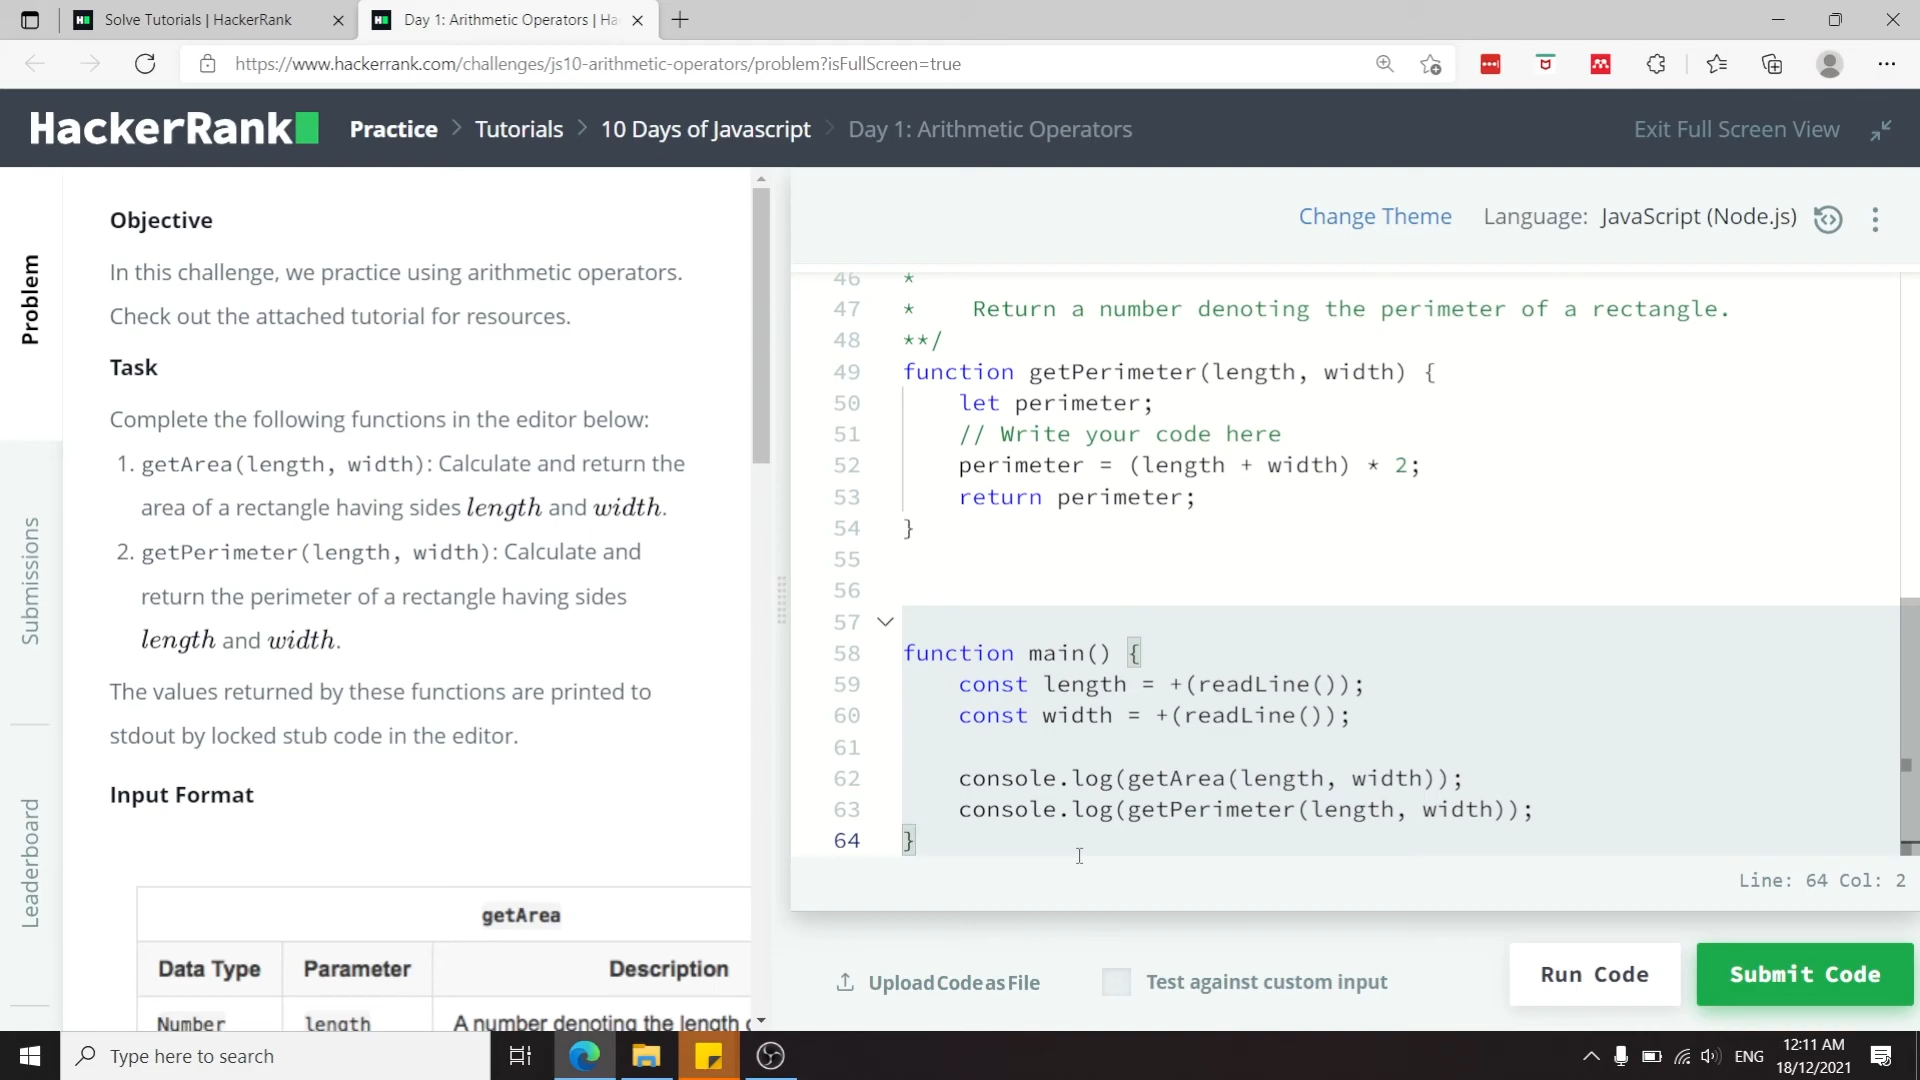 Solve Tutorials | HackerRank
Day 1: Arithmetic Operators | Ha
https://www.hackerrank.com/challenges/js10-arithmetic-operators/problem?isFullScreen=true
HackerRank
Practice > Tutorials > 10 Days of Javascript > Day 1: Arithmetic Operators
Exit Full Screen View
Problem
Submissions
Leaderboard
Objective
In this challenge, we practice using arithmetic operators.
Check out the attached tutorial for resources.
Task
Complete the following functions in the editor below:
1. getArea(length, width): Calculate and return the
area of a rectangle having sides length and width.
2. getPerimeter(length, width): Calculate and
return the perimeter of a rectangle having sides
length and width.
The values returned by these functions are printed to
stdout by locked stub code in the editor.
Input Format
getArea
Data Type Parameter Description
Number length A number denoting the length
Change Theme Language: JavaScript (Node.js)
46 *
47 * Return a number denoting the perimeter of a rectangle.
48 **/
49 function getPerimeter(length, width) {
50 let perimeter;
51 // Write your code here
52 perimeter = (length + width) * 2;
53 return perimeter;
54 }
55
56
57
58 function main() {
59 const length = +(readLine());
60 const width = +(readLine());
61
62 console.log(getArea(length, width));
63 console.log(getPerimeter(length, width));
64 }
Line: 64 Col: 2
Upload Code as File
Test against custom input
Run Code
Submit Code
Type here to search
ENG
12:11 AM
18/12/2021